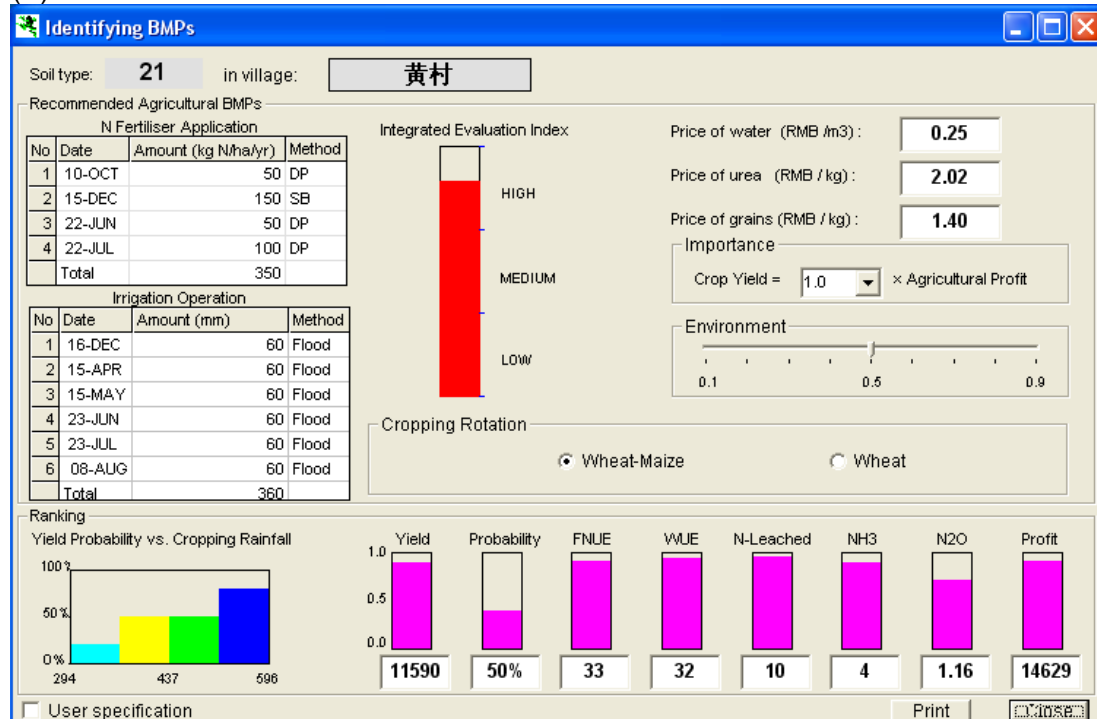 Identifying BMPs
Soil type: 21 in village: 黄村
Recommended Agricultural BMPs
N Fertiliser Application
No Date Amount (kg N/ha/yr) Method
1 10-OCT 50 DP
2 15-DEC 150 SB
3 22-JUN 50 DP
4 22-JUL 100 DP
Total 350
Irrigation Operation
No Date Amount (mm) Method
1 16-DEC 60 Flood
2 15-APR 60 Flood
3 15-MAY 60 Flood
4 23-JUN 60 Flood
5 23-JUL 60 Flood
6 08-AUG 60 Flood
Total 360
Integrated Evaluation Index
HIGH
MEDIUM
LOW
Price of water (RMB /m3) : 0.25
Price of urea (RMB / kg) : 2.02
Price of grains (RMB / kg) : 1.40
Importance
Crop Yield = 1.0 × Agricultural Profit
Environment
0.1 0.5 0.9
Cropping Rotation
Wheat-Maize Wheat
Ranking
Yield Probability vs. Cropping Rainfall
100%
50%
0%
294 437 596
Yield Probability FNUE WUE N-Leached NH3 N2O Profit
1.0
0.5
0.0
11590 50% 33 32 10 4 1.16 14629
User specification Print Close